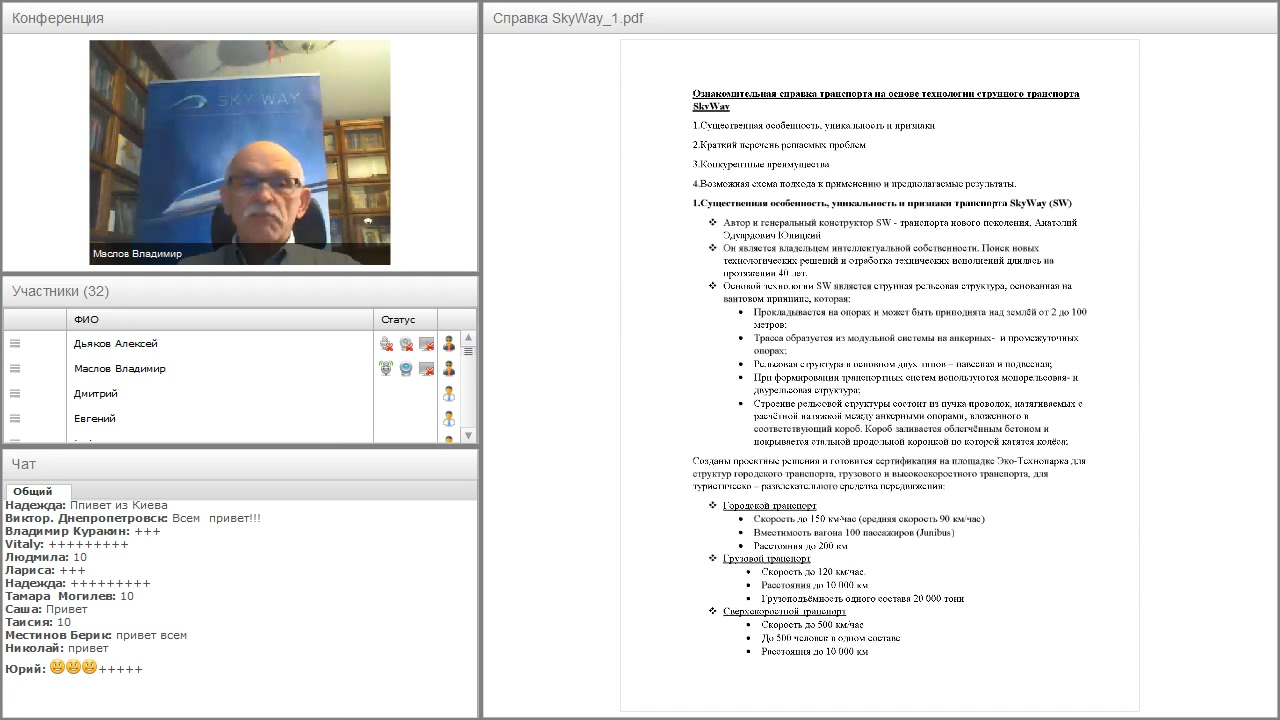 Конференция
SKY WAY
Маслов Владимир
Участники (32)
ФИО
Статус
Дьяков Алексей
Маслов Владимир
Дмитрий
Евгений
Чат
Общий
Надежда: Ппивет из Киева
Виктор. Днепропетровск: Всем привет!!!
Владимир Куракин: +++
Vitaly: +++++++++
Людмила: 10
Лариса: +++
Надежда: +++++++++
Тамара Могилев: 10
Саша: Привет
Таисия: 10
Местинов Берик: привет всем
Николай: привет
Юрий: +++++
Справка SkyWay_1.pdf
Ознакомительная справка транспорта на основе технологии струнного транспорта
SkyWay
1.Существенная особенность, уникальность и признаки
2.Краткий перечень решаемых проблем
3.Конкурентные преимущества
4.Возможная схема подхода к применению и предполагаемые результаты.
1.Существенная особенность, уникальность и признаки транспорта SkyWay (SW)
Автор и генеральный конструктор SW - транспорта нового поколения, Анатолий
Эдуардович Юницкий
Он является владельцем интеллектуальной собственности. Поиск новых
технологических решений и отработка технических исполнений длилась на
протяжении 40 лет.
Основой технологии SW является струнная рельсовая структура, основанная на
вантовом принципе, которая:
Прокладывается на опорах и может быть приподнята над землёй от 2 до 100
метров;
Трасса образуется из модульной системы на анкерных- и промежуточных
опорах;
Рельсовая структура в основном двух типов – навесная и подвесная;
При формировании транспортных систем используются монорельсовая- и
двурельсовая структура;
Строение рельсовой структуры состоит из пучка проволок, натягиваемых с
расчётной натяжкой между анкерными опорами, вложенного в
соответствующий короб. Короб заливается облегчённым бетоном и
покрывается стальной продольной коронкой по которой катятся колёса;
Созданы проектные решения и готовится сертификация на площадке Эко-Технопарка для
структур городского транспорта, грузового и высокоскоростного транспорта, для
туристическо – развлекательного средства передвижения:
Городской транспорт
Скорость до 150 км/час (средняя скорость 90 км/час)
Вместимость вагона 100 пассажиров (Junibus)
Расстояния до 200 км
Грузовой транспорт
Скорость до 120 км/час.
Расстояния до 10 000 км
Грузоподъёмность одного состава 20 000 тонн
Сверхскоростной транспорт
Скорость до 500 км/час
До 500 человек в одном составе
Расстояния до 10 000 км